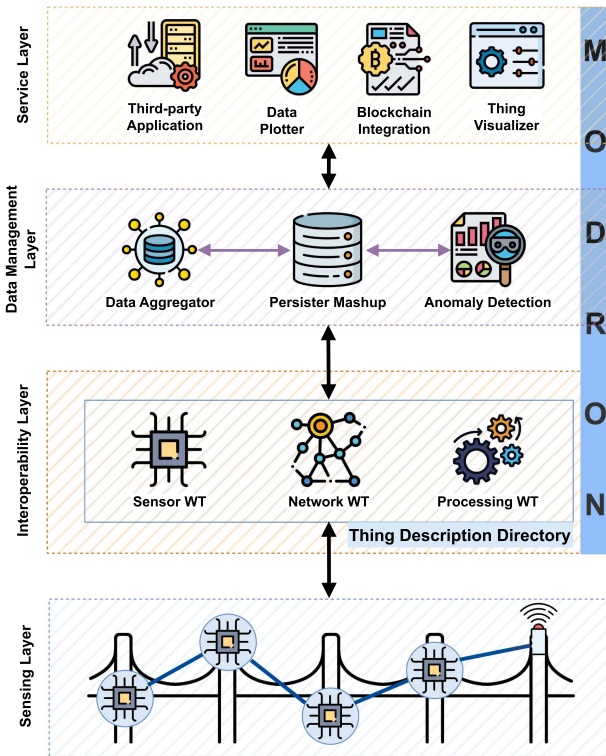 Service Layer
Third-party
Application
Data
Plotter
Blockchain
Integration
Thing
Visualizer
Data Management
Layer
Data Aggregator
Persister Mashup
Anomaly Detection
Interoperability Layer
Sensor WT
Network WT
Processing WT
Thing Description Directory
Sensing Layer
MODRON